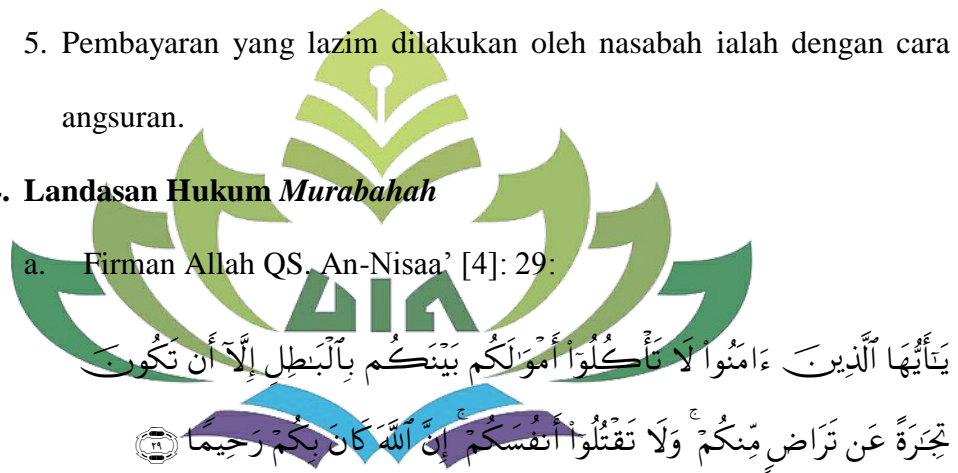 5. Pembayaran yang lazim dilakukan oleh nasabah ialah dengan cara
angsuran.
. Landasan Hukum Murabahah
a. Firman Allah QS. An-Nisaa’ [4]: 29:
يَـٰٓأَيُّهَا ٱلَّذِينَ ءَامَنُوا۟ لَا تَأْكُلُوٓا۟ أَمْوَٰلَكُم بَيْنَكُم بِٱلْبَـٰطِلِ إِلَّآ أَن تَكُونَ
تِجَـٰرَةً عَن تَرَاضٍ مِّنكُمْ ۚ وَلَا تَقْتُلُوٓا۟ أَنفُسَكُمْ ۚ إِنَّ ٱللَّهَ كَانَ بِكُمْ رَحِيمًا ﴿٢٩﴾